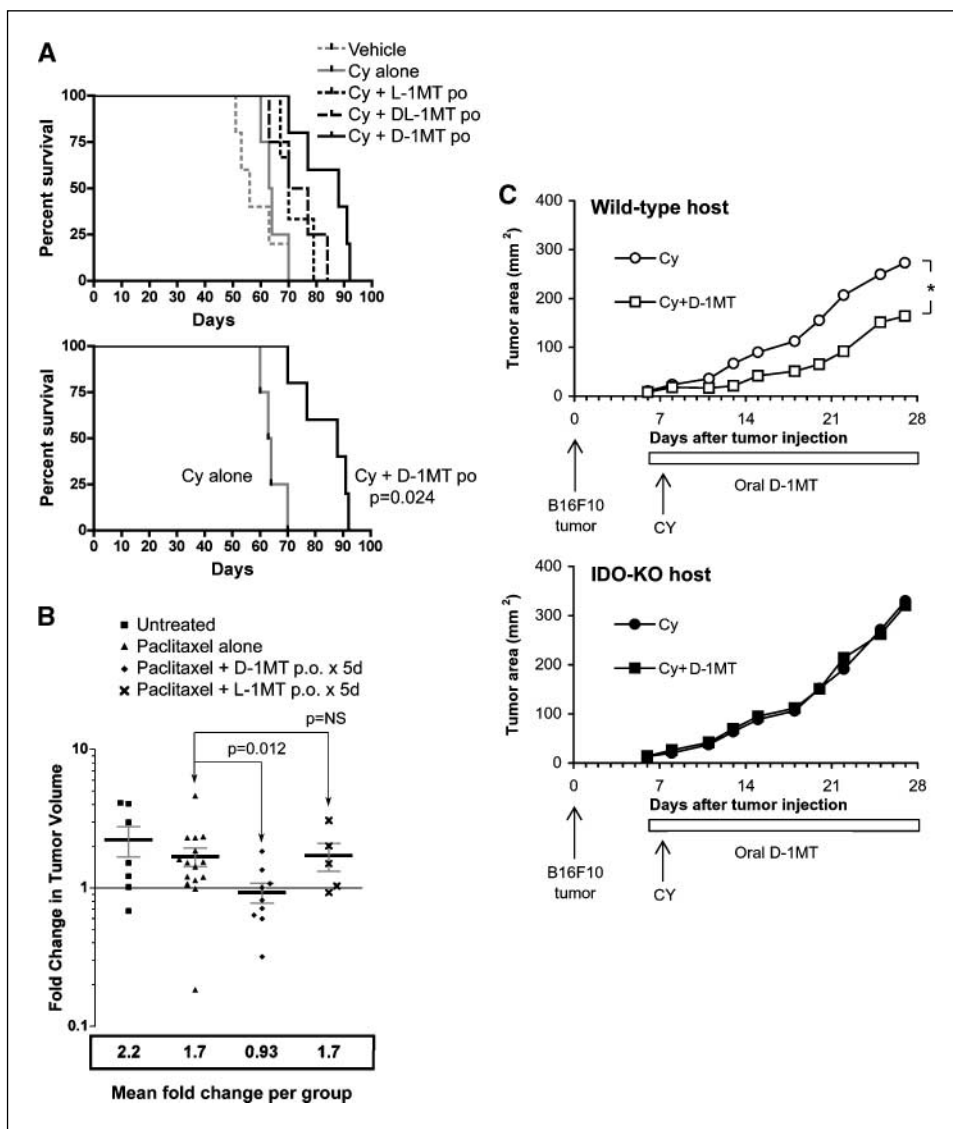 A
Vehicle
Cy alone
Cy + L-1MT po
Cy + DL-1MT po
Cy + D-1MT po
Percent survival
100
75
50
25
0
0 10 20 30 40 50 60 70 80 90 100
Days
Percent survival
100
75
50
25
0
Cy alone
Cy + D-1MT po
p=0.024
0 10 20 30 40 50 60 70 80 90 100
Days
B
Untreated
Paclitaxel alone
Paclitaxel + D-1MT p.o. x 5d
Paclitaxel + L-1MT p.o. x 5d
p=NS
p=0.012
Fold Change in Tumor Volume
10
1
0.1
2.2 1.7 0.93 1.7
Mean fold change per group
C
Wild-type host
Cy
Cy+D-1MT
*
Tumor area (mm 2)
400
300
200
100
0
0 7 14 21 28
Days after tumor injection
Oral D-1MT
B16F10
tumor
CY
IDO-KO host
Cy
Cy+D-1MT
Tumor area (mm 2)
400
300
200
100
0
0 7 14 21 28
Days after tumor injection
Oral D-1MT
B16F10
tumor
CY